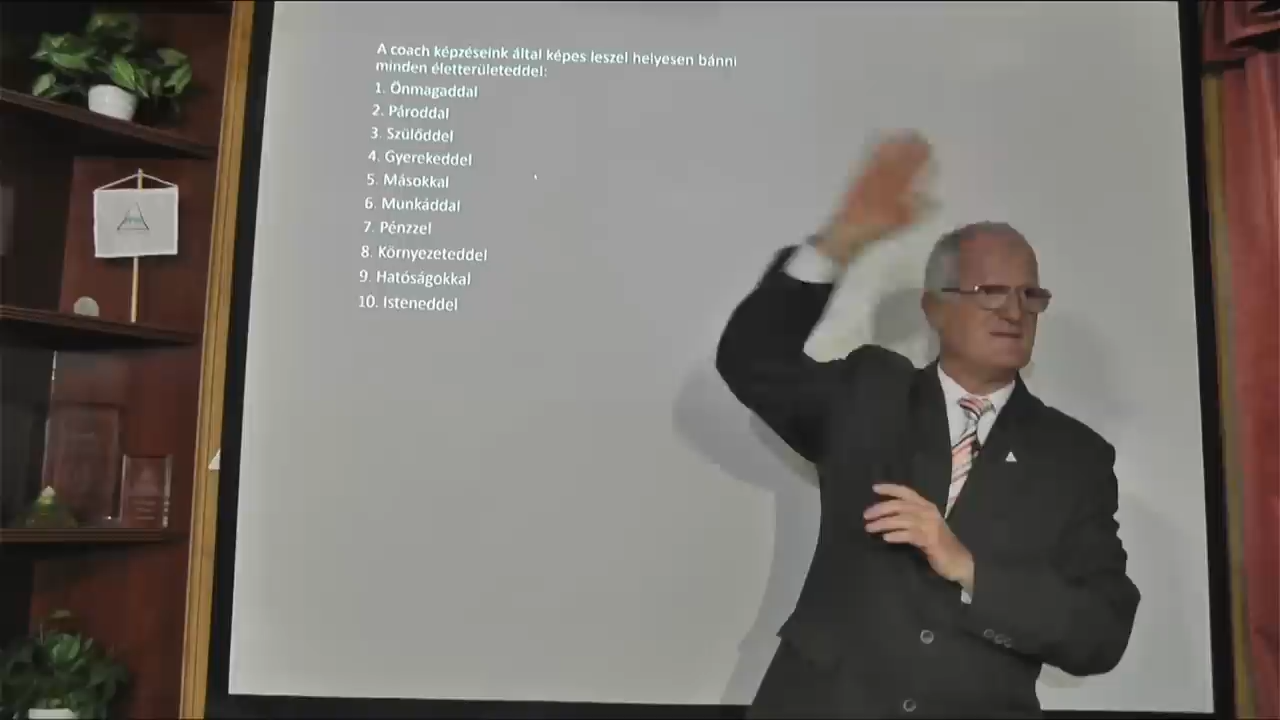 A coach képzéseink által képes leszel helyesen bánni
minden életterületeddel:
1. Önmagaddal
2. Pároddal
3. Szülőddel
4. Gyerekeddel
5. Másokkal
6. Munkáddal
7. Pénzzel
8. Környezeteddel
9. Hatóságokkal
10. Isteneddel